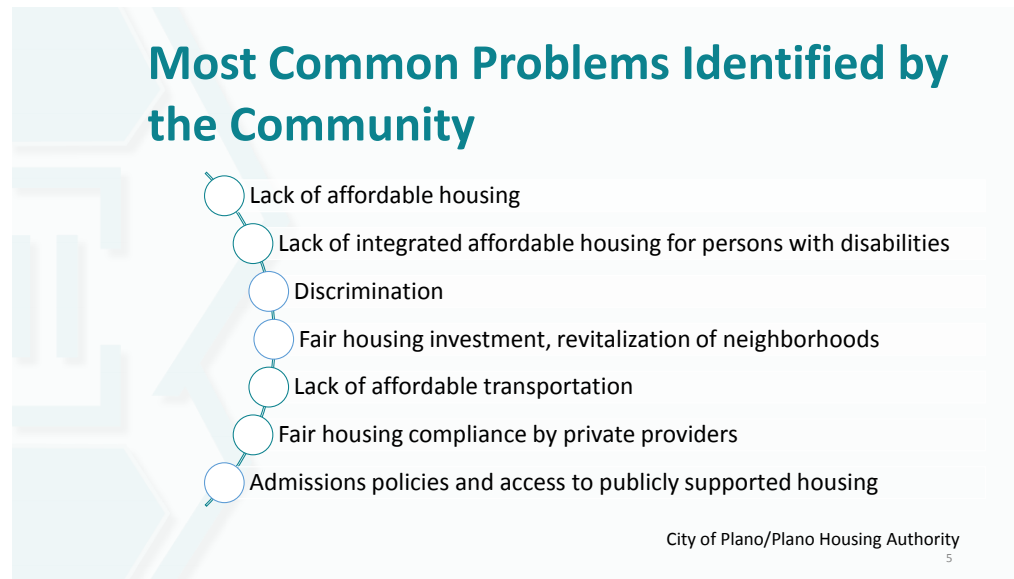 Most Common Problems Identified by
the Community
Lack of affordable housing
Lack of integrated affordable housing for persons with disabilities
Discrimination
Fair housing investment, revitalization of neighborhoods
Lack of affordable transportation
Fair housing compliance by private providers
Admissions policies and access to publicly supported housing
City of Plano/Plano Housing Authority
5